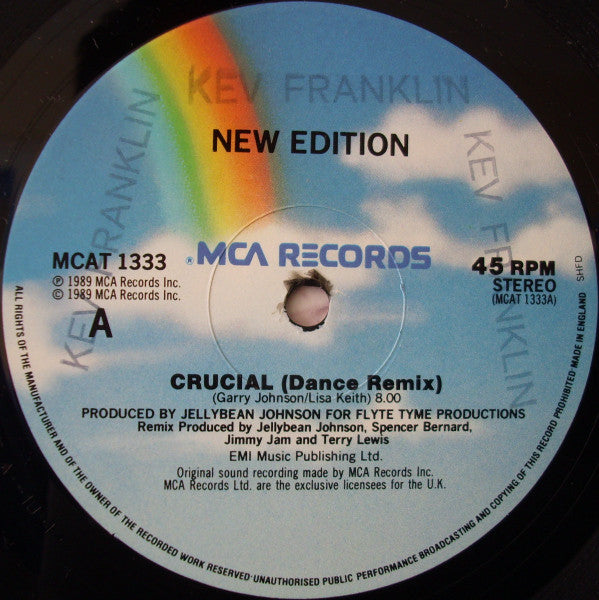 KEV FRANKLIN
KEV FRANKLIN
KEV FRANKLIN
NEW EDITION
MCAT 1333
℗ 1989 MCA Records Inc.
© 1989 MCA Records Inc.
A
® MCA RECORDS
45 RPM
STEREO
(MCAT 1333A)
SHFD
CRUCIAL (Dance Remix)
(Garry Johnson/Lisa Keith) 8.00
PRODUCED BY JELLYBEAN JOHNSON FOR FLYTE TYME PRODUCTIONS
Remix Produced by Jellybean Johnson, Spencer Bernard,
Jimmy Jam and Terry Lewis
EMI Music Publishing Ltd.
Original sound recording made by MCA Records Inc.
MCA Records Ltd. are the exclusive licensees for the U.K.
ALL RIGHTS OF THE MANUFACTURER AND OF THE OWNER OF THE RECORDED WORK RESERVED·UNAUTHORISED PUBLIC PERFORMANCE BROADCASTING AND COPYING OF THIS RECORD PROHIBITED MADE IN ENGLAND